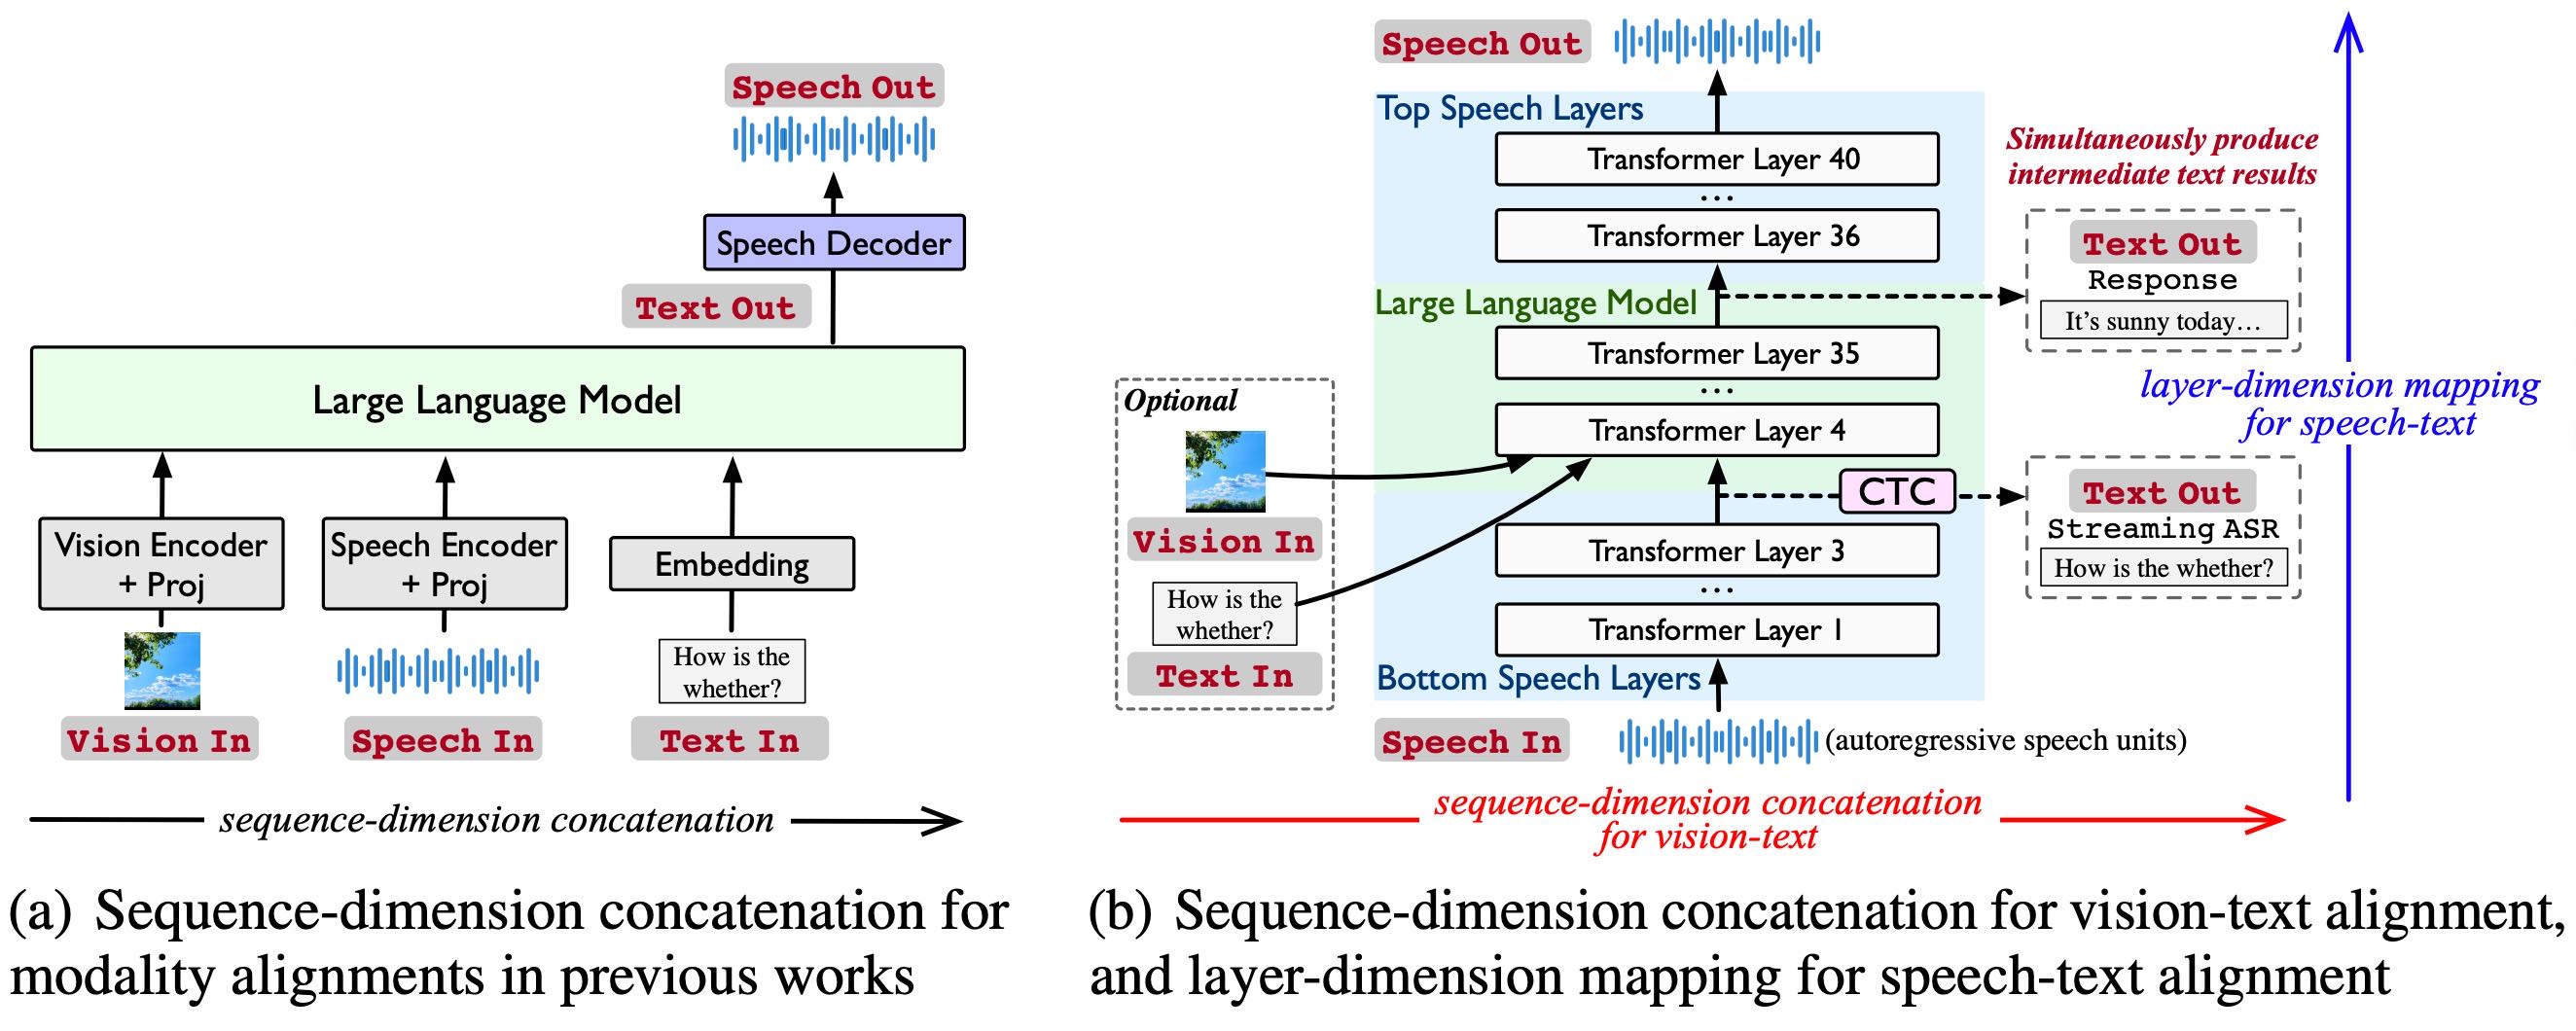 Speech Out
Speech Decoder
Text Out
Large Language Model
Vision Encoder
+ Proj
Speech Encoder
+ Proj
Embedding
How is the
whether?
Vision In
Speech In
Text In
sequence-dimension concatenation
(a) Sequence-dimension concatenation for
modality alignments in previous works
Speech Out
Top Speech Layers
Transformer Layer 40
...
Transformer Layer 36
Large Language Model
Transformer Layer 35
...
Transformer Layer 4
CTC
Transformer Layer 3
...
Transformer Layer 1
Bottom Speech Layers
Speech In
(autoregressive speech units)
Optional
Vision In
How is the
whether?
Text In
Simultaneously produce
intermediate text results
Text Out
Response
It's sunny today…
Text Out
Streaming ASR
How is the whether?
layer-dimension mapping
for speech-text
sequence-dimension concatenation
for vision-text
(b) Sequence-dimension concatenation for vision-text alignment,
and layer-dimension mapping for speech-text alignment